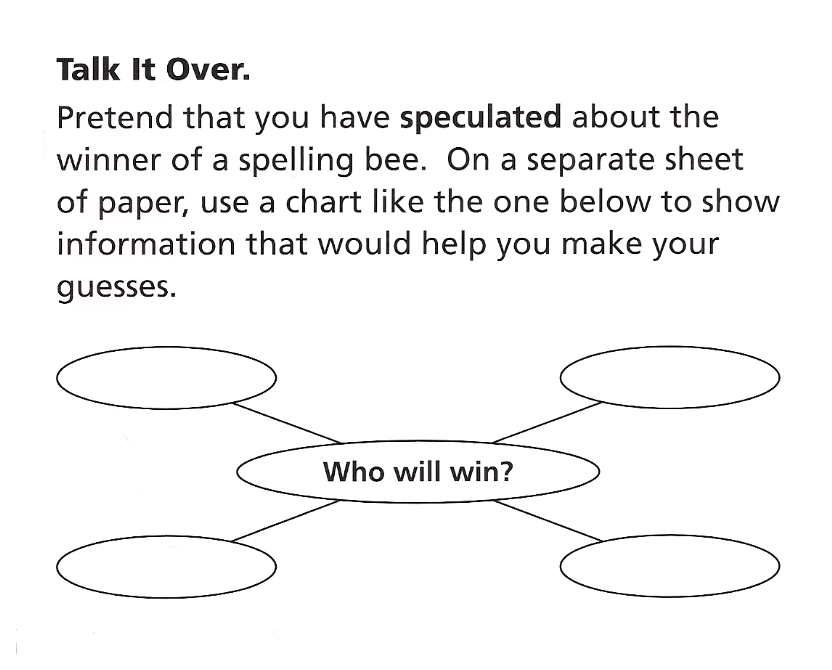 Talk It Over.
Pretend that you have speculated about the
winner of a spelling bee.  On a separate sheet
of paper, use a chart like the one below to show
information that would help you make your
guesses.
Who will win?